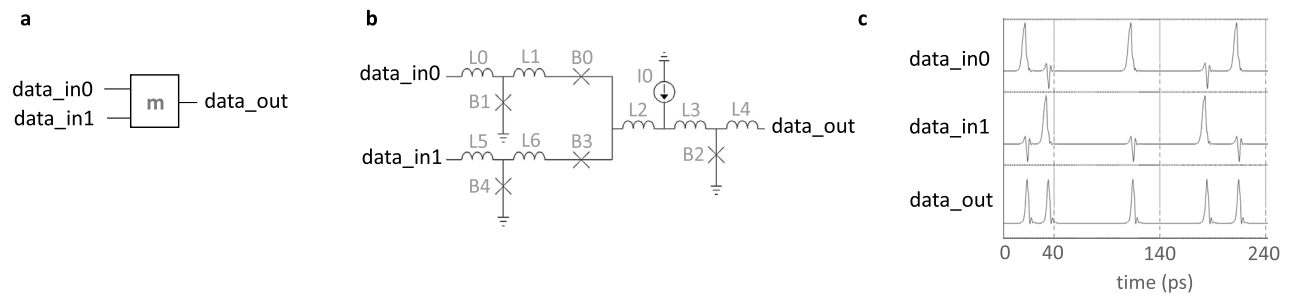 a
data_in0
data_in1
m
data_out
b
data_in0
L0
L1
B0
B1
I0
L2
L3
L4
data_out
data_in1
L5
L6
B3
B2
B4
c
data_in0
data_in1
data_out
0 40 140 240
time (ps)